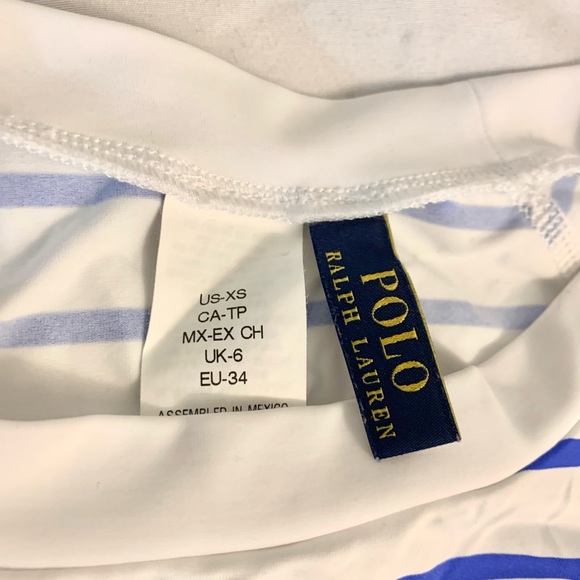 US-XS
CA-TP
MX-EX CH
UK-6
EU-34
ASSEMBLED IN MEXICO
POLO
RALPH LAUREN